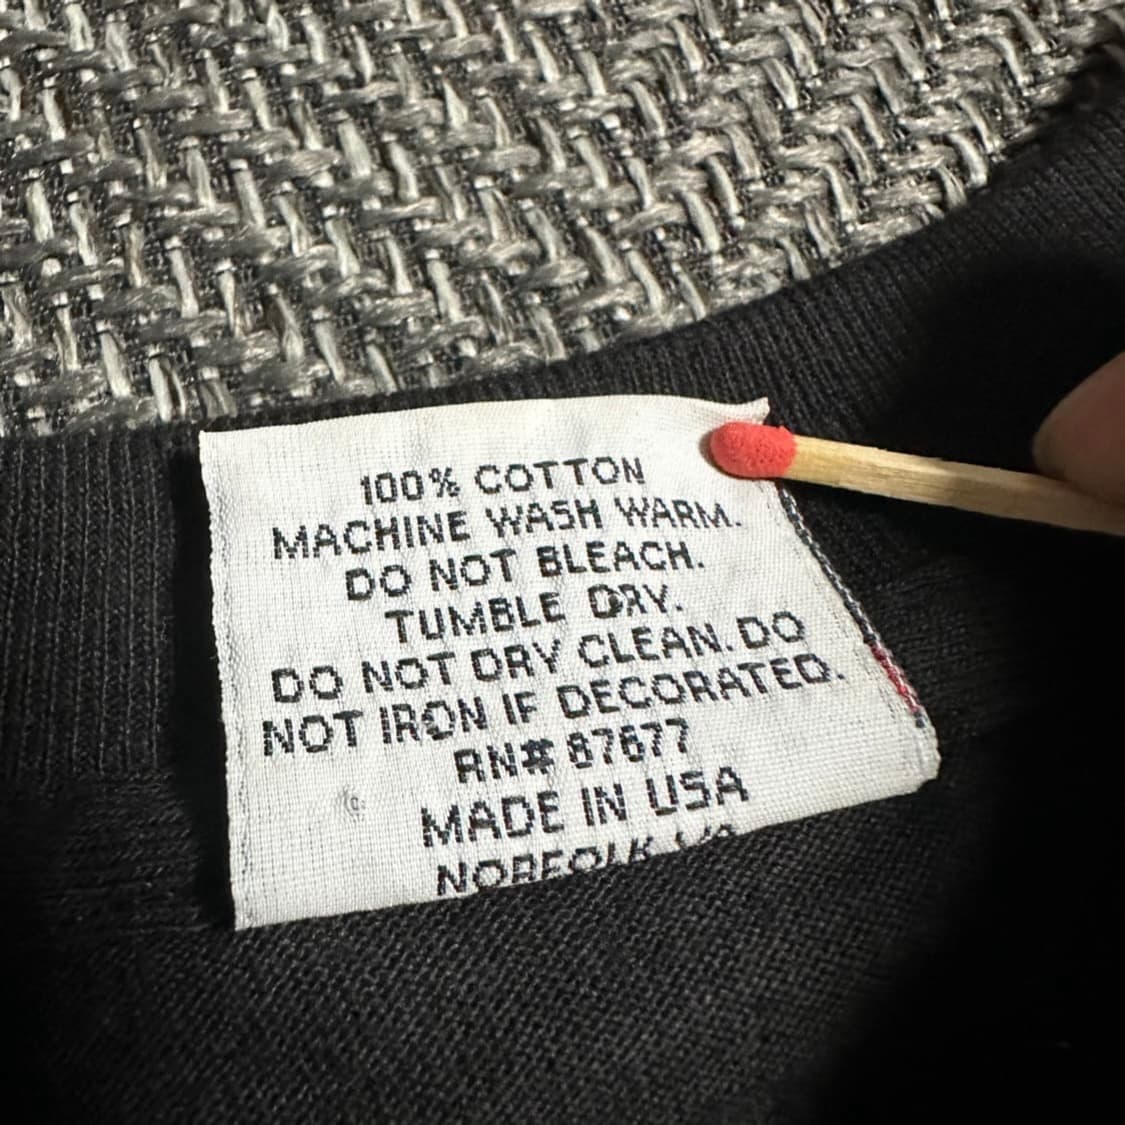 100% COTTON
MACHINE WASH WARM.
DO NOT BLEACH.
TUMBLE DRY.
DO NOT DRY CLEAN. DO
NOT IRON IF DECORATED.
RN# 87677
MADE IN USA
NORFOLK